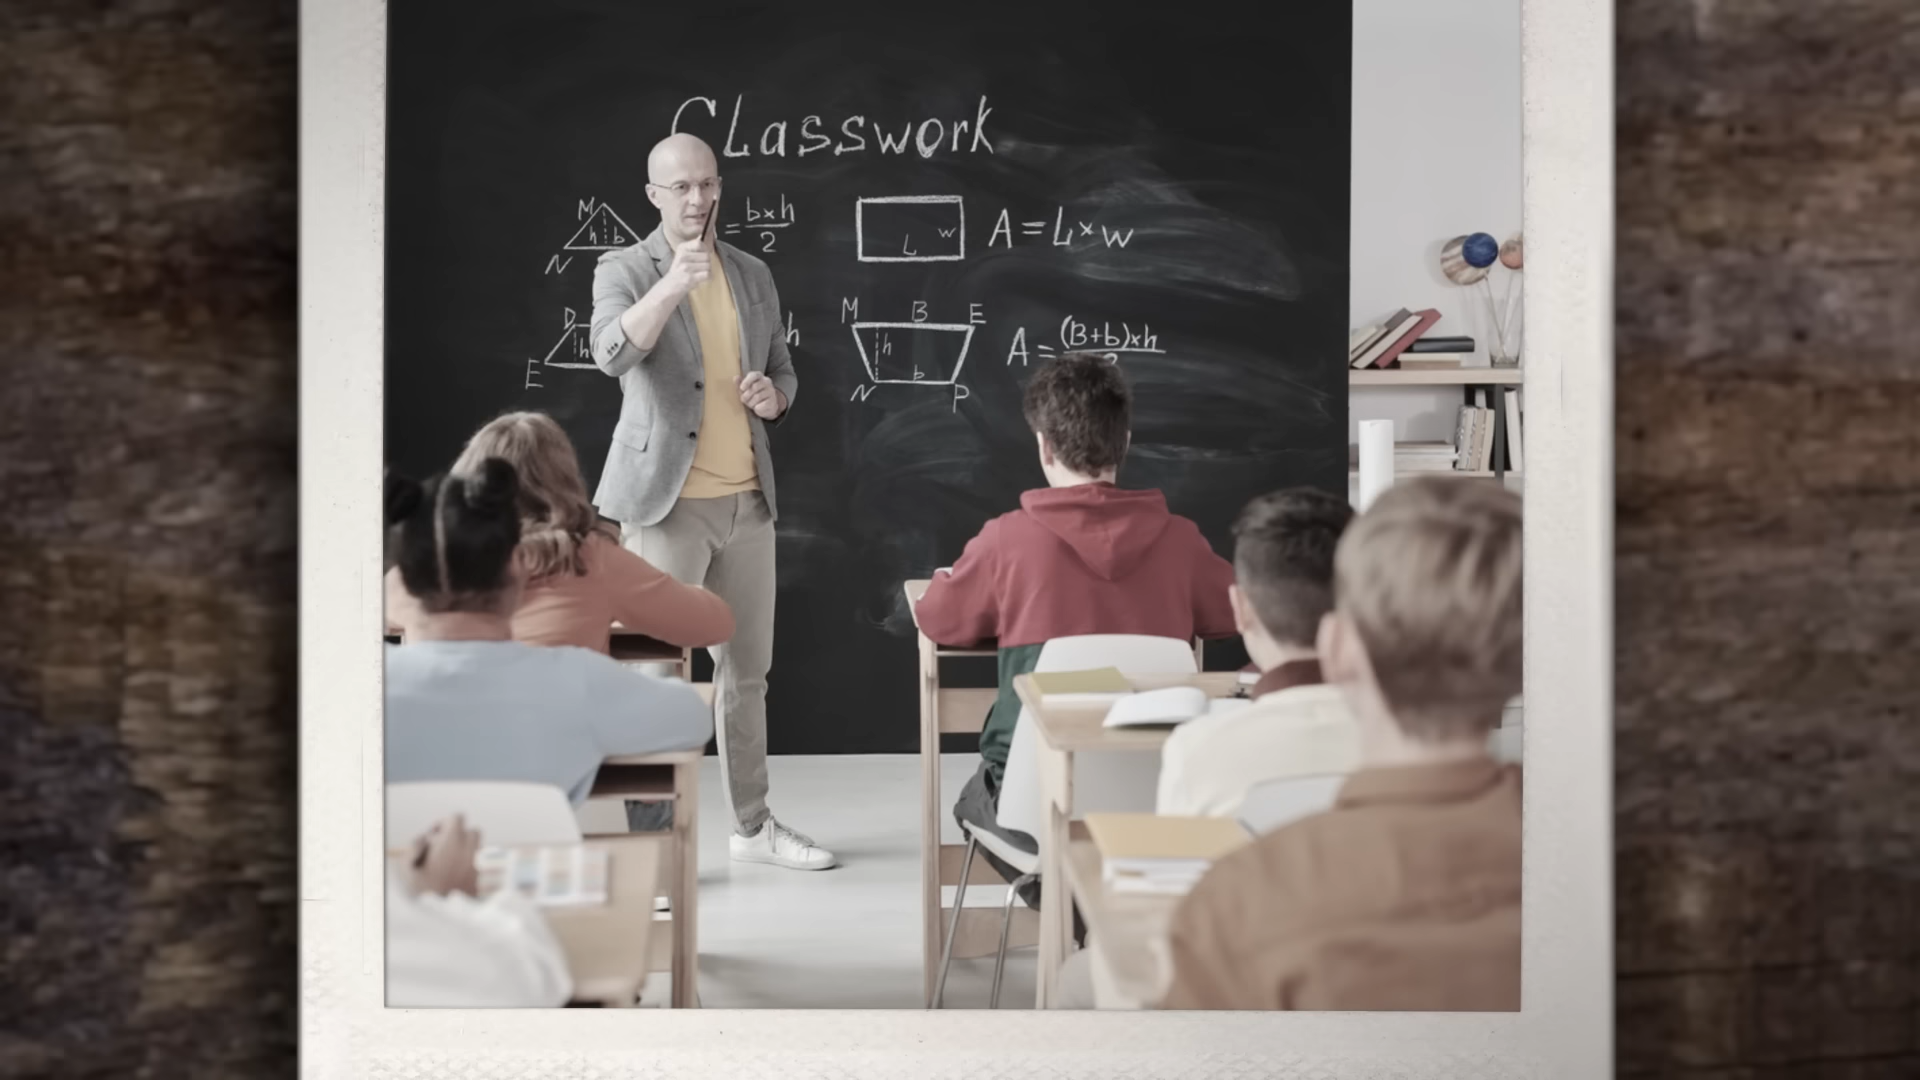 Classwork
M
h b
N
= b×h
2
L w
A = L×w
D
h
E
h
M B E
h
b
N P
A = (B+b)×h